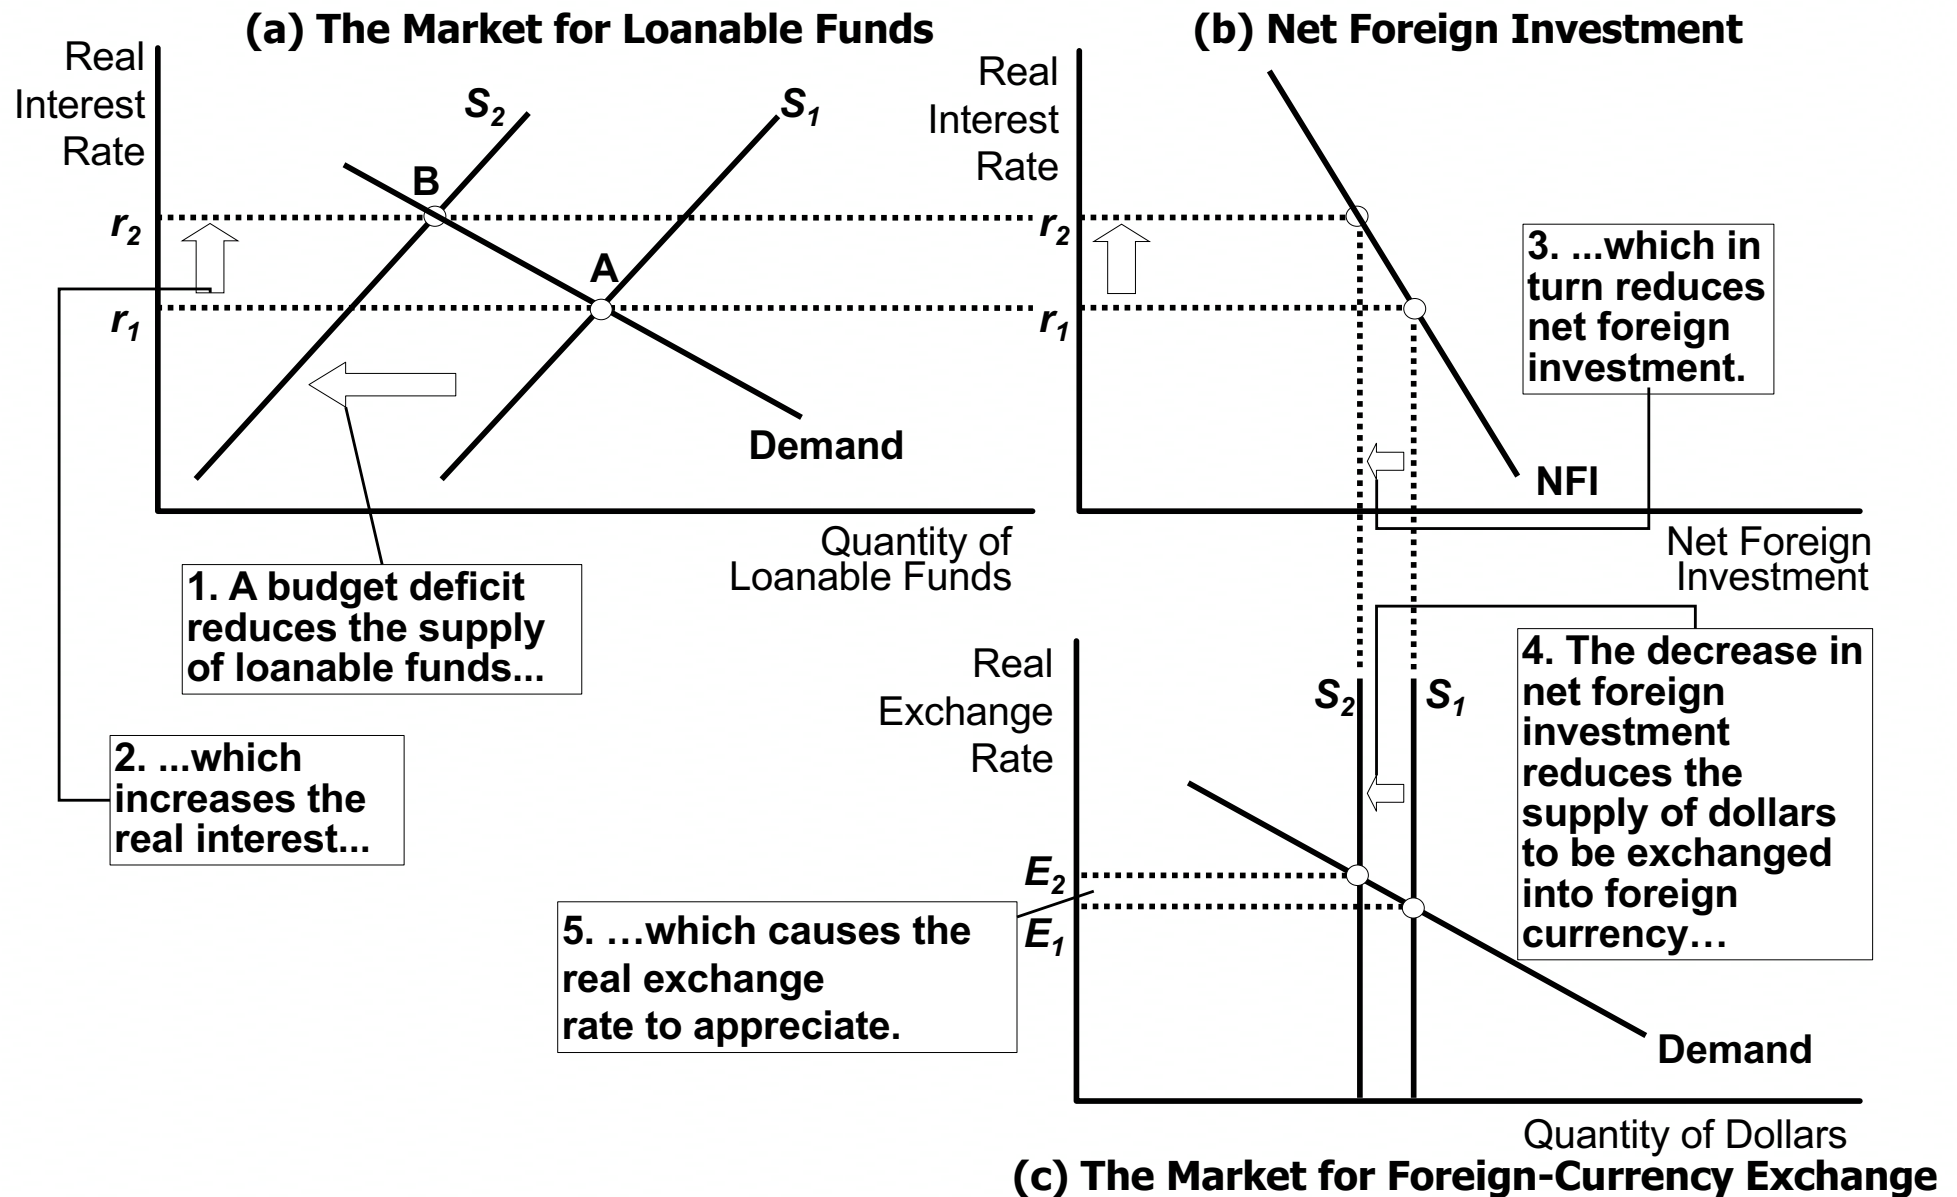 (a) The Market for Loanable Funds
Real
Interest
Rate
S2
S1
B
A
r2
r1
Demand
Quantity of
Loanable Funds
1. A budget deficit
reduces the supply
of loanable funds...
2. ...which
increases the
real interest...
(b) Net Foreign Investment
Real
Interest
Rate
r2
r1
3. ...which in
turn reduces
net foreign
investment.
NFI
Net Foreign
Investment
Real
Exchange
Rate
S2
S1
4. The decrease in
net foreign
investment
reduces the
supply of dollars
to be exchanged
into foreign
currency…
E2
E1
5. …which causes the
real exchange
rate to appreciate.
Demand
Quantity of Dollars
(c) The Market for Foreign-Currency Exchange